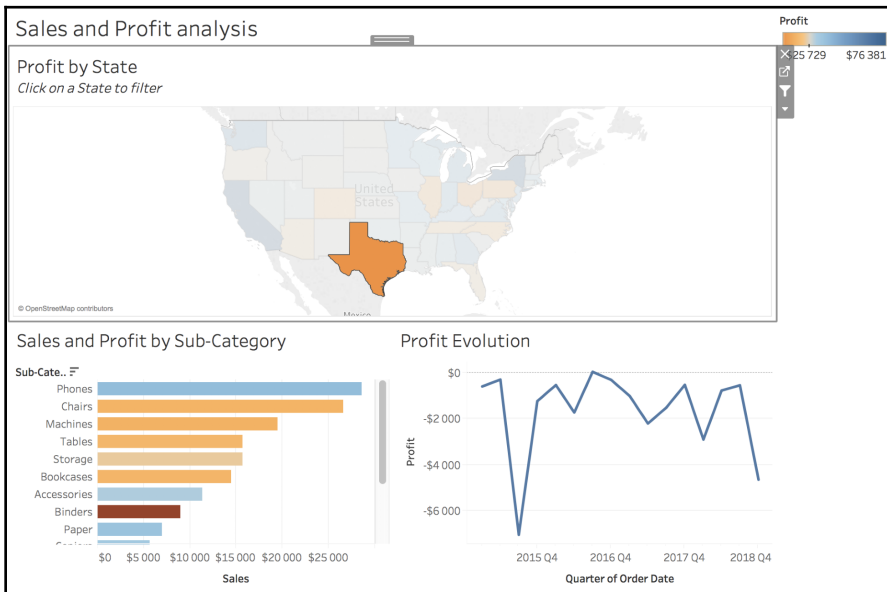 Sales and Profit analysis
Profit
$25 729 $76 381
Profit by State
Click on a State to filter
United
States
Mexico
© OpenStreetMap contributors
Sales and Profit by Sub-Category
Sub-Cate..
Phones
Chairs
Machines
Tables
Storage
Bookcases
Accessories
Binders
Paper
$0 $5 000 $10 000 $15 000 $20 000 $25 000
Sales
Profit Evolution
$0
-$2 000
-$4 000
-$6 000
Profit
2015 Q4 2016 Q4 2017 Q4 2018 Q4
Quarter of Order Date